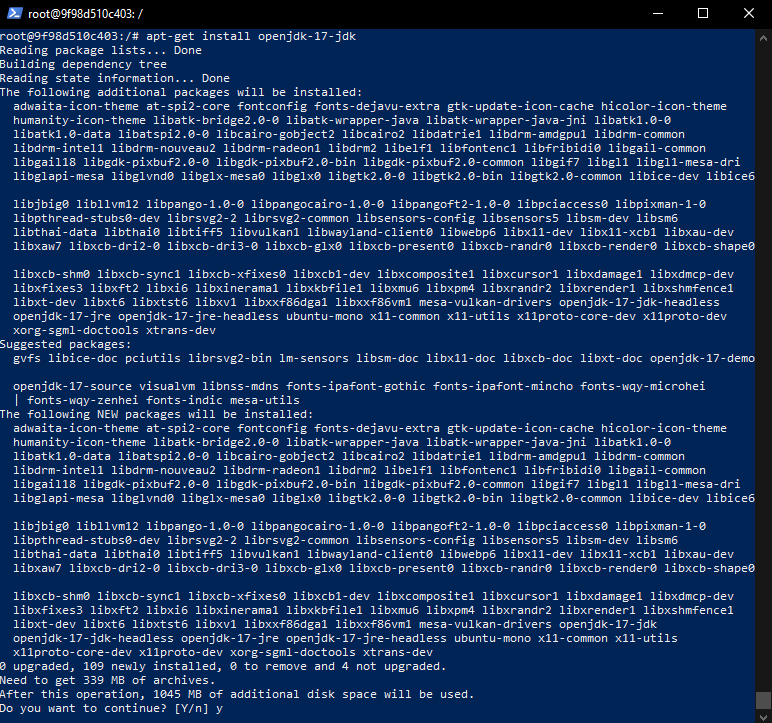 root@9f98d510c403: /
root@9f98d510c403:/# apt-get install openjdk-17-jdk
Reading package lists... Done
Building dependency tree
Reading state information... Done
The following additional packages will be installed:
  adwaita-icon-theme at-spi2-core fontconfig fonts-dejavu-extra gtk-update-icon-cache hicolor-icon-theme
  humanity-icon-theme libatk-bridge2.0-0 libatk-wrapper-java libatk-wrapper-java-jni libatk1.0-0
  libatk1.0-data libatspi2.0-0 libcairo-gobject2 libcairo2 libdatrie1 libdrm-amdgpu1 libdrm-common
  libdrm-intel1 libdrm-nouveau2 libdrm-radeon1 libdrm2 libelf1 libfontenc1 libfribidi0 libgail-common
  libgail18 libgdk-pixbuf2.0-0 libgdk-pixbuf2.0-bin libgdk-pixbuf2.0-common libgif7 libgl1 libgl1-mesa-dri
  libglapi-mesa libglvnd0 libglx-mesa0 libglx0 libgtk2.0-0 libgtk2.0-bin libgtk2.0-common libice-dev libice6
  libjbig0 libllvm12 libpango-1.0-0 libpangocairo-1.0-0 libpangoft2-1.0-0 libpciaccess0 libpixman-1-0
  libpthread-stubs0-dev librsvg2-2 librsvg2-common libsensors-config libsensors5 libsm-dev libsm6
  libthai-data libthai0 libtiff5 libvulkan1 libwayland-client0 libwebp6 libx11-dev libx11-xcb1 libxau-dev
  libxaw7 libxcb-dri2-0 libxcb-dri3-0 libxcb-glx0 libxcb-present0 libxcb-randr0 libxcb-render0 libxcb-shape0
  libxcb-shm0 libxcb-sync1 libxcb-xfixes0 libxcb1-dev libxcomposite1 libxcursor1 libxdamage1 libxdmcp-dev
  libxfixes3 libxft2 libxi6 libxinerama1 libxkbfile1 libxmu6 libxpm4 libxrandr2 libxrender1 libxshmfence1
  libxt-dev libxt6 libxtst6 libxv1 libxxf86dga1 libxxf86vm1 mesa-vulkan-drivers openjdk-17-jdk-headless
  openjdk-17-jre openjdk-17-jre-headless ubuntu-mono x11-common x11-utils x11proto-core-dev x11proto-dev
  xorg-sgml-doctools xtrans-dev
Suggested packages:
  gvfs libice-doc pciutils librsvg2-bin lm-sensors libsm-doc libx11-doc libxcb-doc libxt-doc openjdk-17-demo
  openjdk-17-source visualvm libnss-mdns fonts-ipafont-gothic fonts-ipafont-mincho fonts-wqy-microhei
  | fonts-wqy-zenhei fonts-indic mesa-utils
The following NEW packages will be installed:
  adwaita-icon-theme at-spi2-core fontconfig fonts-dejavu-extra gtk-update-icon-cache hicolor-icon-theme
  humanity-icon-theme libatk-bridge2.0-0 libatk-wrapper-java libatk-wrapper-java-jni libatk1.0-0
  libatk1.0-data libatspi2.0-0 libcairo-gobject2 libcairo2 libdatrie1 libdrm-amdgpu1 libdrm-common
  libdrm-intel1 libdrm-nouveau2 libdrm-radeon1 libdrm2 libelf1 libfontenc1 libfribidi0 libgail-common
  libgail18 libgdk-pixbuf2.0-0 libgdk-pixbuf2.0-bin libgdk-pixbuf2.0-common libgif7 libgl1 libgl1-mesa-dri
  libglapi-mesa libglvnd0 libglx-mesa0 libglx0 libgtk2.0-0 libgtk2.0-bin libgtk2.0-common libice-dev libice6
  libjbig0 libllvm12 libpango-1.0-0 libpangocairo-1.0-0 libpangoft2-1.0-0 libpciaccess0 libpixman-1-0
  libpthread-stubs0-dev librsvg2-2 librsvg2-common libsensors-config libsensors5 libsm-dev libsm6
  libthai-data libthai0 libtiff5 libvulkan1 libwayland-client0 libwebp6 libx11-dev libx11-xcb1 libxau-dev
  libxaw7 libxcb-dri2-0 libxcb-dri3-0 libxcb-glx0 libxcb-present0 libxcb-randr0 libxcb-render0 libxcb-shape0
  libxcb-shm0 libxcb-sync1 libxcb-xfixes0 libxcb1-dev libxcomposite1 libxcursor1 libxdamage1 libxdmcp-dev
  libxfixes3 libxft2 libxi6 libxinerama1 libxkbfile1 libxmu6 libxpm4 libxrandr2 libxrender1 libxshmfence1
  libxt-dev libxt6 libxtst6 libxv1 libxxf86dga1 libxxf86vm1 mesa-vulkan-drivers openjdk-17-jdk
  openjdk-17-jdk-headless openjdk-17-jre openjdk-17-jre-headless ubuntu-mono x11-common x11-utils
  x11proto-core-dev x11proto-dev xorg-sgml-doctools xtrans-dev
0 upgraded, 109 newly installed, 0 to remove and 4 not upgraded.
Need to get 339 MB of archives.
After this operation, 1045 MB of additional disk space will be used.
Do you want to continue? [Y/n] y